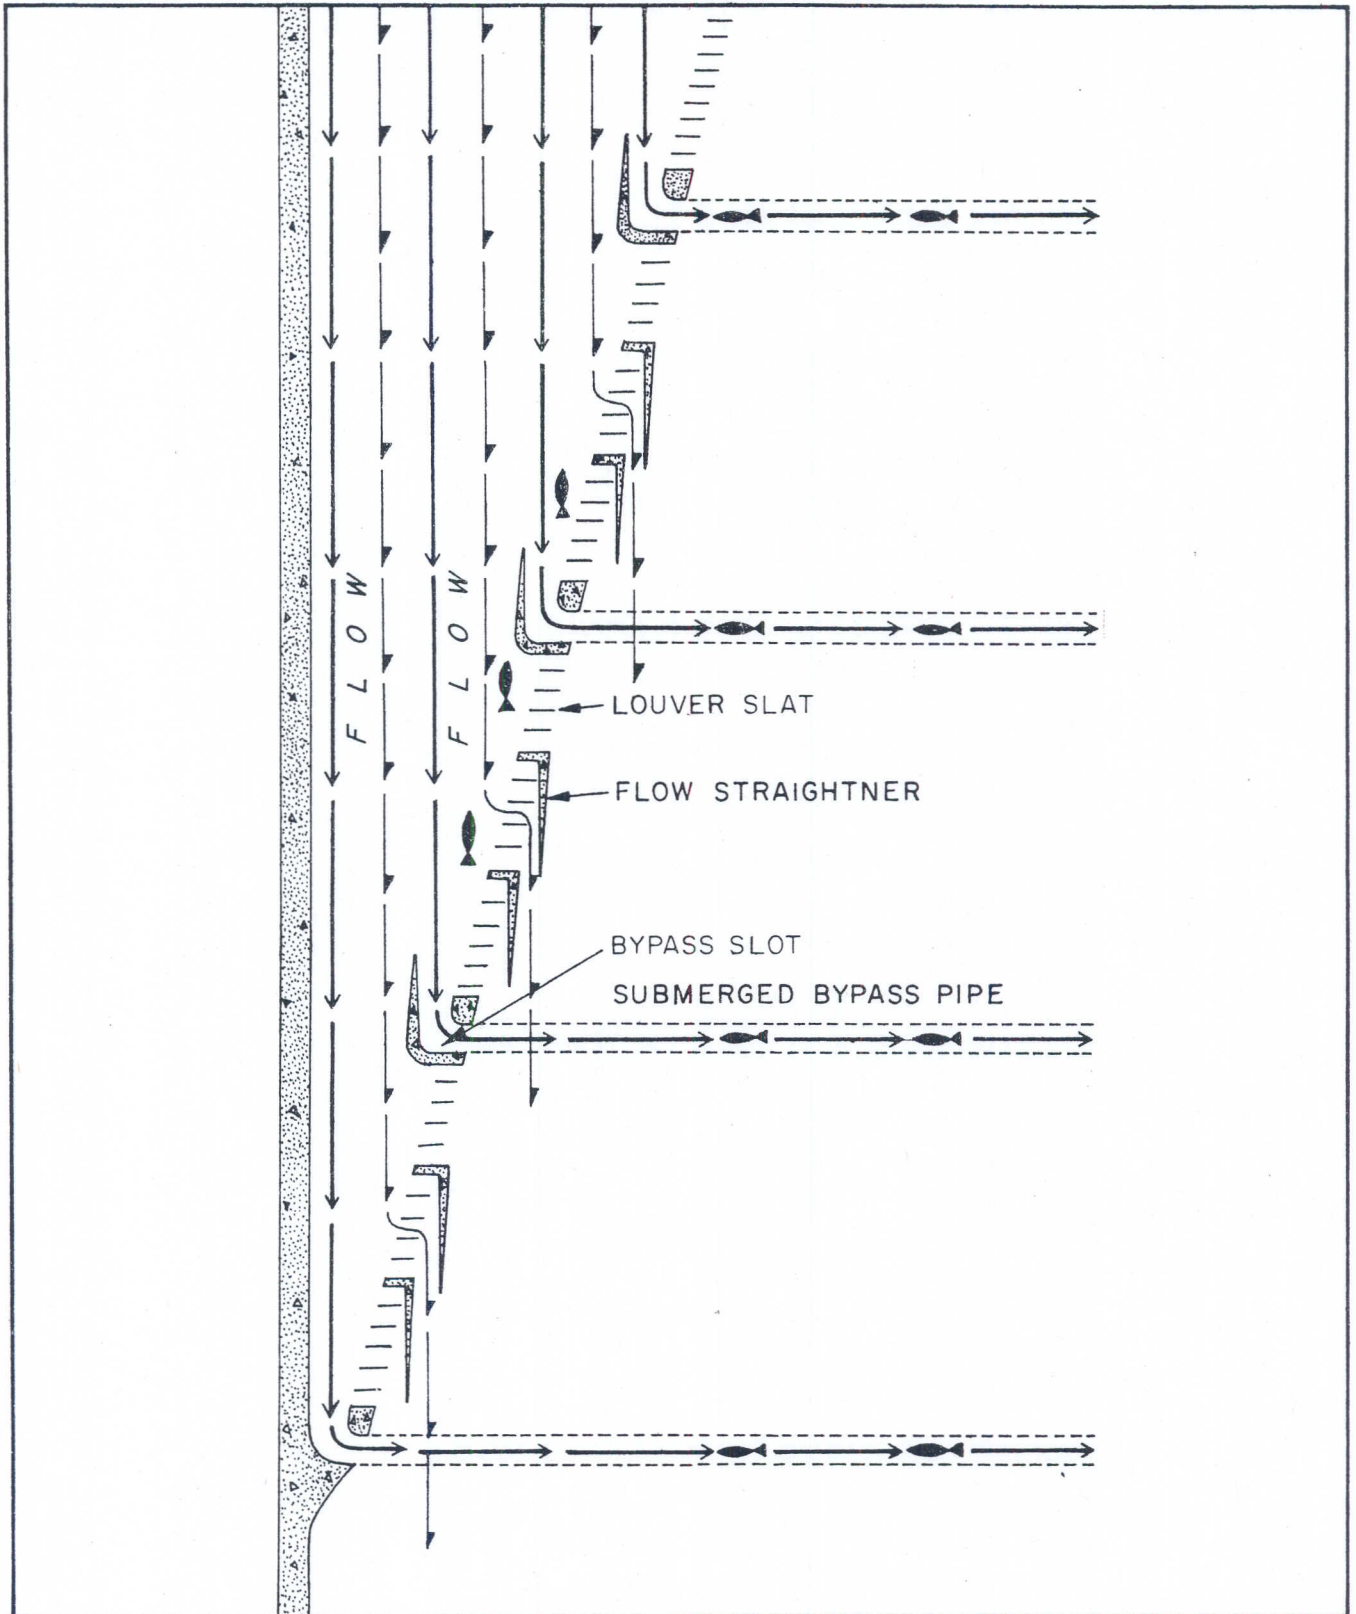 FLOW
FLOW
LOUVER SLAT
FLOW STRAIGHTNER
BYPASS SLOT
SUBMERGED BYPASS PIPE